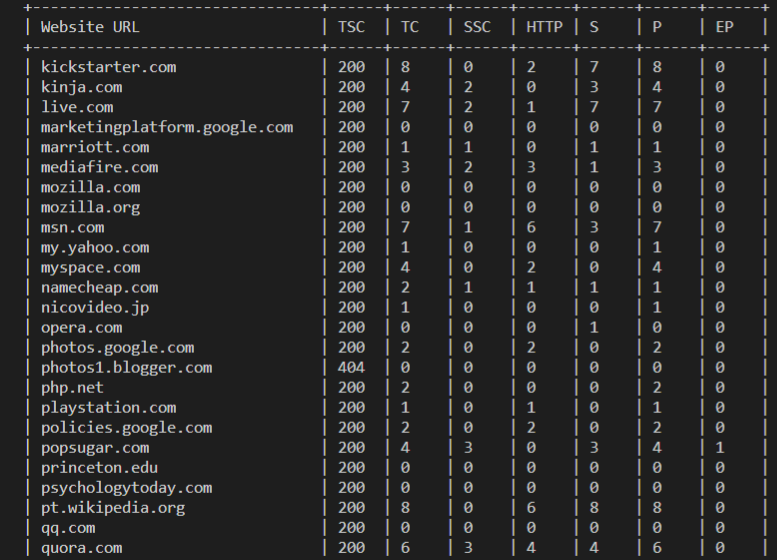 +-------------------------------+------+-----+------+------+-----+-----+-----+
| Website URL | TSC | TC | SSC | HTTP | S | P | EP |
+-------------------------------+------+-----+------+------+-----+-----+-----+
| kickstarter.com | 200 | 8 | 0 | 2 | 7 | 8 | 0 |
| kinja.com | 200 | 4 | 2 | 0 | 3 | 4 | 0 |
| live.com | 200 | 7 | 2 | 1 | 7 | 7 | 0 |
| marketingplatform.google.com | 200 | 0 | 0 | 0 | 0 | 0 | 0 |
| marriott.com | 200 | 1 | 1 | 0 | 1 | 1 | 0 |
| mediafire.com | 200 | 3 | 2 | 3 | 1 | 3 | 0 |
| mozilla.com | 200 | 0 | 0 | 0 | 0 | 0 | 0 |
| mozilla.org | 200 | 0 | 0 | 0 | 0 | 0 | 0 |
| msn.com | 200 | 7 | 1 | 6 | 3 | 7 | 0 |
| my.yahoo.com | 200 | 1 | 0 | 0 | 0 | 1 | 0 |
| myspace.com | 200 | 4 | 0 | 2 | 0 | 4 | 0 |
| namecheap.com | 200 | 2 | 1 | 1 | 1 | 1 | 0 |
| nicovideo.jp | 200 | 1 | 0 | 0 | 0 | 1 | 0 |
| opera.com | 200 | 0 | 0 | 0 | 1 | 0 | 0 |
| photos.google.com | 200 | 2 | 0 | 2 | 0 | 2 | 0 |
| photos1.blogger.com | 404 | 0 | 0 | 0 | 0 | 0 | 0 |
| php.net | 200 | 2 | 0 | 0 | 0 | 2 | 0 |
| playstation.com | 200 | 1 | 0 | 1 | 0 | 1 | 0 |
| policies.google.com | 200 | 2 | 0 | 2 | 0 | 2 | 0 |
| popsugar.com | 200 | 4 | 3 | 0 | 3 | 4 | 1 |
| princeton.edu | 200 | 0 | 0 | 0 | 0 | 0 | 0 |
| psychologytoday.com | 200 | 0 | 0 | 0 | 0 | 0 | 0 |
| pt.wikipedia.org | 200 | 8 | 0 | 6 | 8 | 8 | 0 |
| qq.com | 200 | 0 | 0 | 0 | 0 | 0 | 0 |
| quora.com | 200 | 6 | 3 | 4 | 4 | 6 | 0 |